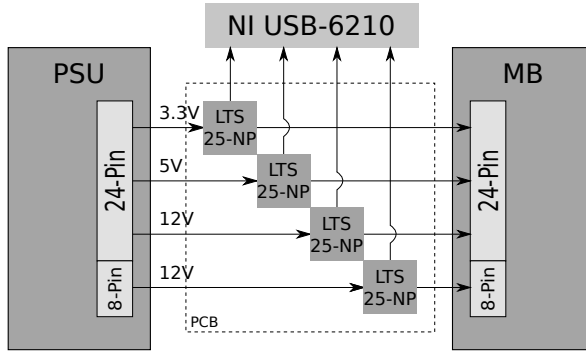 NI USB-6210
PSU
MB
3.3V
LTS
25-NP
24-Pin
5V
LTS
25-NP
24-Pin
12V
LTS
25-NP
12V
LTS
25-NP
8-Pin
8-Pin
PCB